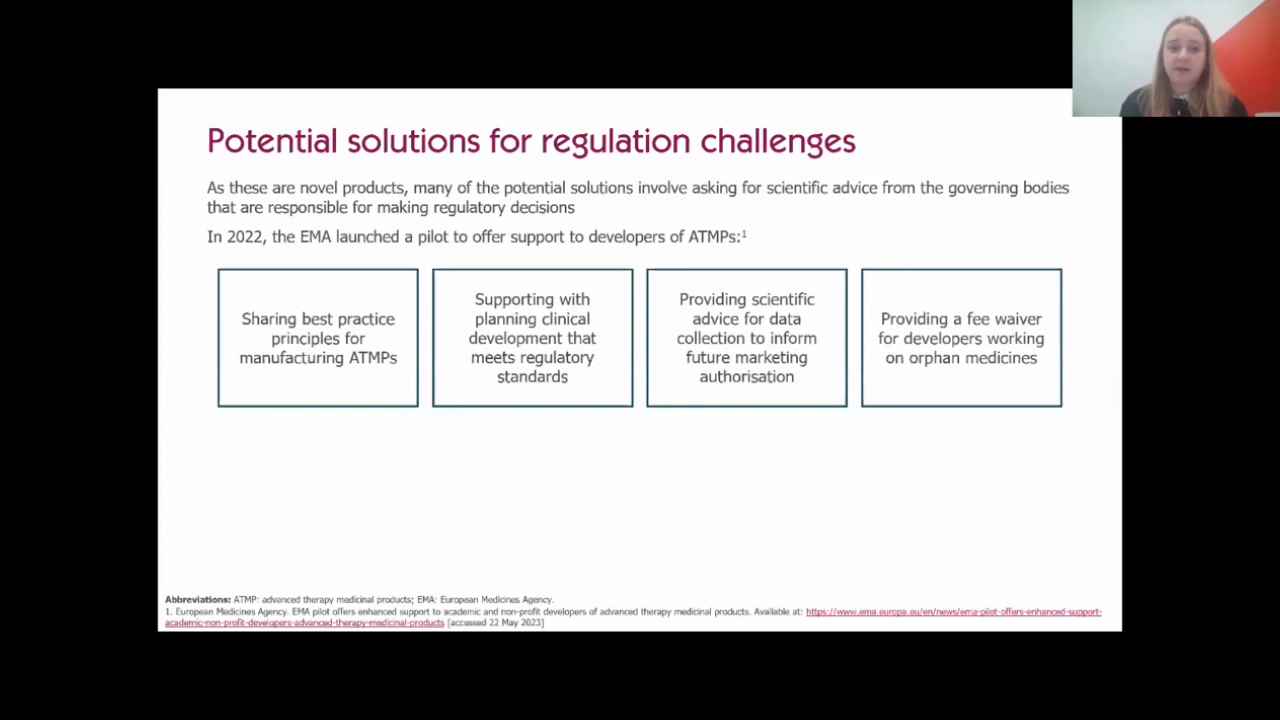 Potential solutions for regulation challenges
As these are novel products, many of the potential solutions involve asking for scientific advice from the governing bodies
that are responsible for making regulatory decisions
In 2022, the EMA launched a pilot to offer support to developers of ATMPs:¹
Sharing best practice
principles for
manufacturing ATMPs
Supporting with
planning clinical
development that
meets regulatory
standards
Providing scientific
advice for data
collection to inform
future marketing
authorisation
Providing a fee waiver
for developers working
on orphan medicines
Abbreviations: ATMP: advanced therapy medicinal products; EMA: European Medicines Agency.
1. European Medicines Agency. EMA pilot offers enhanced support to academic and non-profit developers of advanced therapy medicinal products. Available at: https://www.ema.europa.eu/en/news/ema-pilot-offers-enhanced-support-
academic-non-profit-developers-advanced-therapy-medicinal-products [accessed 22 May 2023]